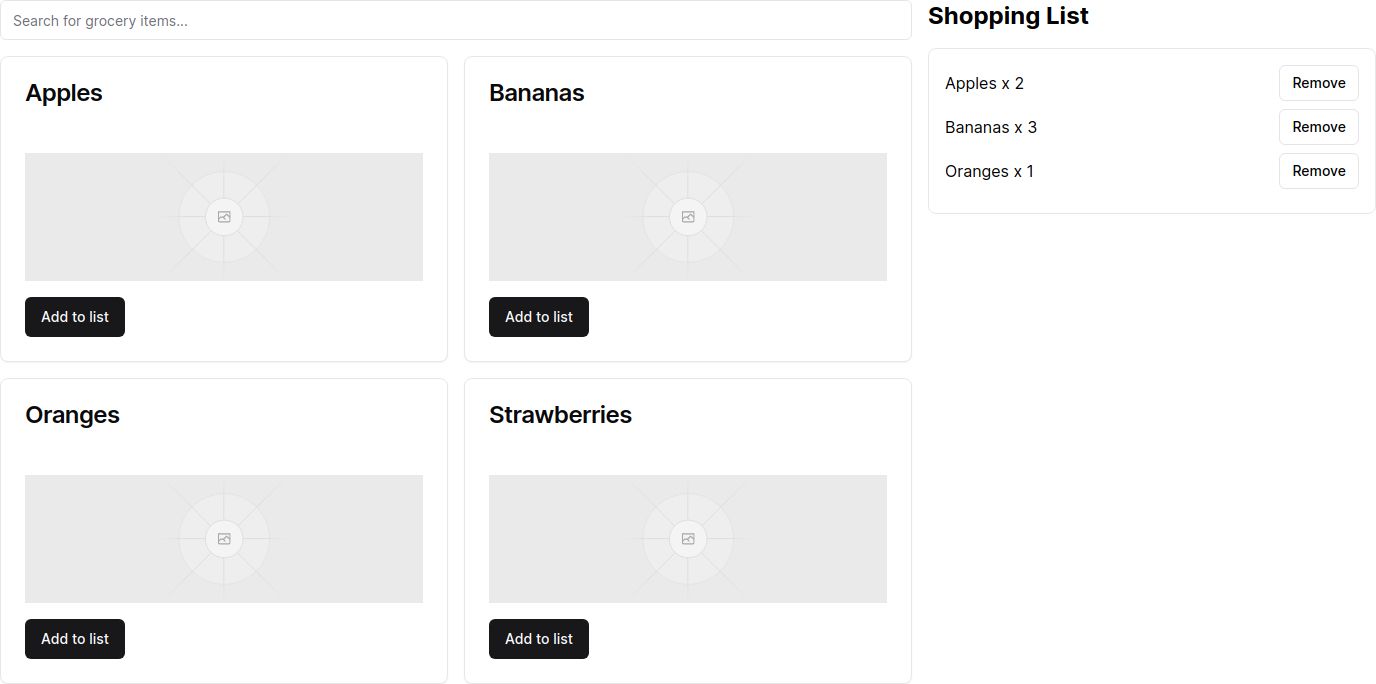 Search for grocery items...
Apples
Add to list
Bananas
Add to list
Oranges
Add to list
Strawberries
Add to list
Shopping List
Apples x 2
Remove
Bananas x 3
Remove
Oranges x 1
Remove